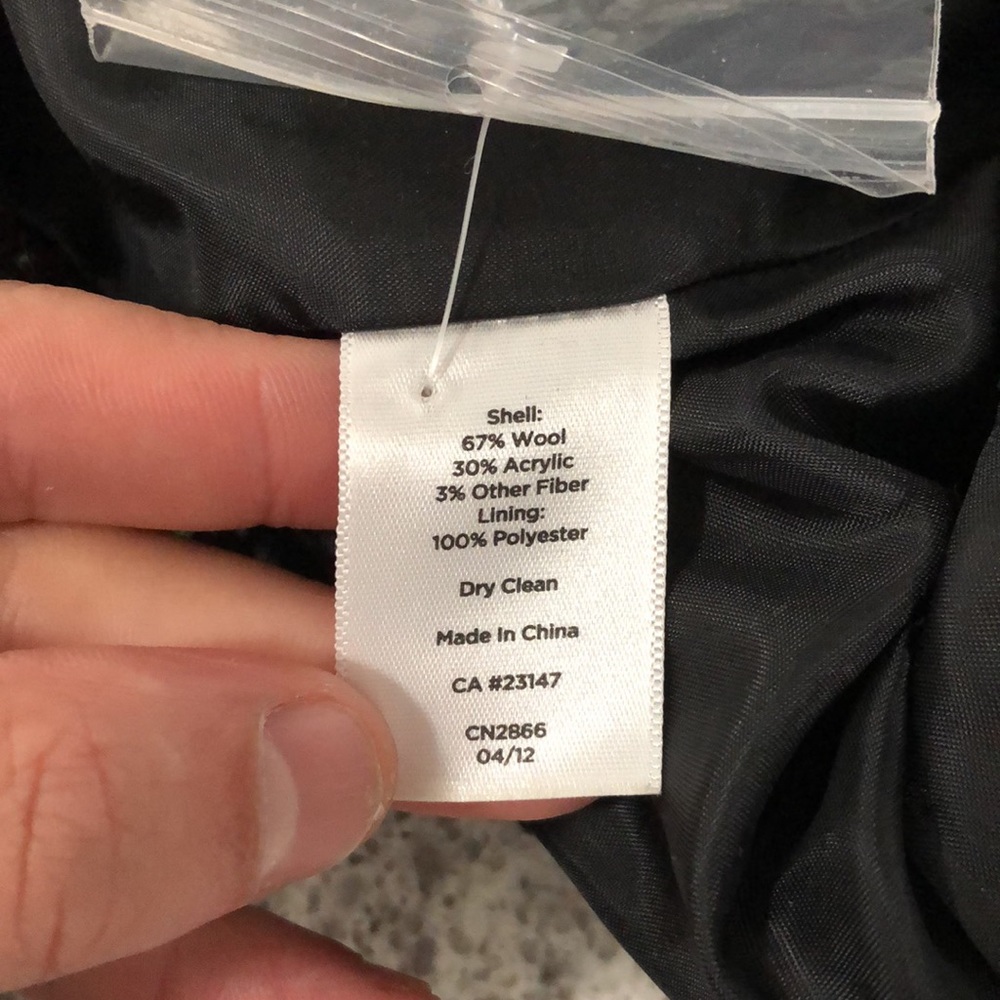 Shell:
67% Wool
30% Acrylic
3% Other Fiber
Lining:
100% Polyester
Dry Clean
Made In China
CA #23147
CN2866
04/12